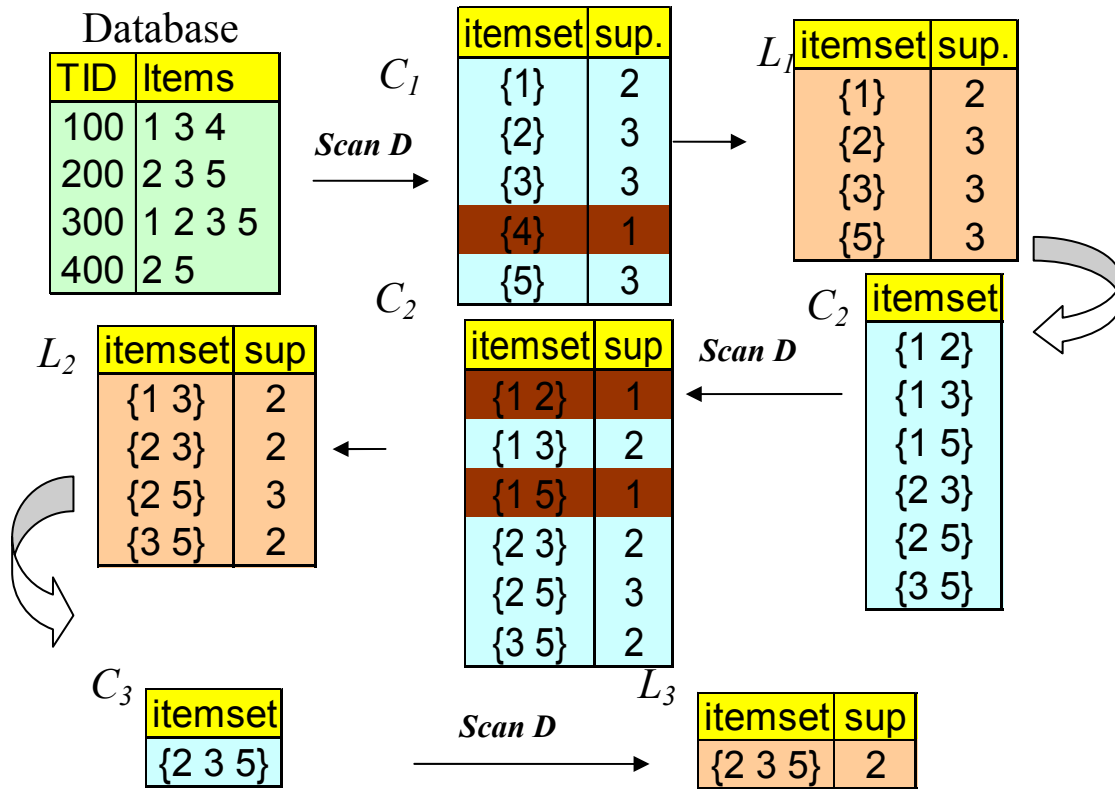 Database
TID Items
100 1 3 4
200 2 3 5
300 1 2 3 5
400 2 5
Scan D
C1
itemset sup.
{1} 2
{2} 3
{3} 3
{4} 1
{5} 3
L1
itemset sup.
{1} 2
{2} 3
{3} 3
{5} 3
C2
itemset
{1 2}
{1 3}
{1 5}
{2 3}
{2 5}
{3 5}
Scan D
C2
itemset sup
{1 2} 1
{1 3} 2
{1 5} 1
{2 3} 2
{2 5} 3
{3 5} 2
L2
itemset sup
{1 3} 2
{2 3} 2
{2 5} 3
{3 5} 2
C3
itemset
{2 3 5}
Scan D
L3
itemset sup
{2 3 5} 2